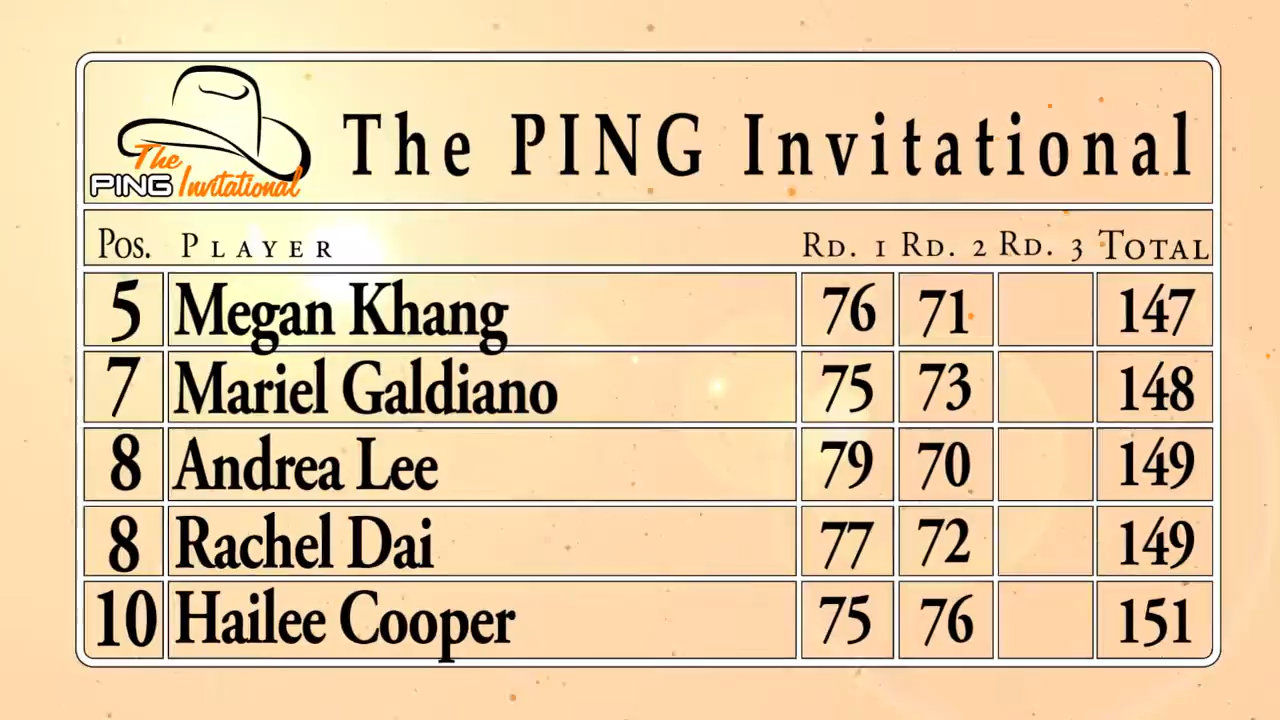 The
PING Invitational
The PING Invitational
Pos. Player Rd. 1 Rd. 2 Rd. 3 Total
5 Megan Khang 76 71 147
7 Mariel Galdiano 75 73 148
8 Andrea Lee 79 70 149
8 Rachel Dai 77 72 149
10 Hailee Cooper 75 76 151